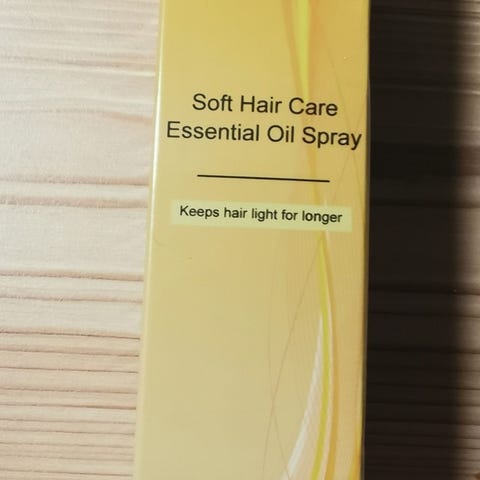 Soft Hair Care
Essential Oil Spray
Keeps hair light for longer